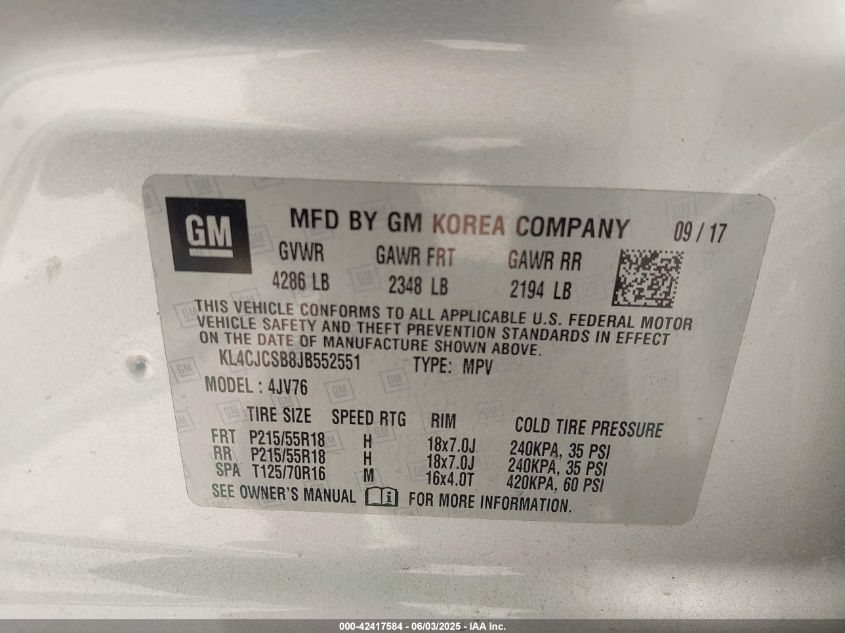 GM
MFD BY GM KOREA COMPANY 09 / 17
GVWR GAWR FRT GAWR RR
4286 LB 2348 LB 2194 LB
THIS VEHICLE CONFORMS TO ALL APPLICABLE U.S. FEDERAL MOTOR
VEHICLE SAFETY AND THEFT PREVENTION STANDARDS IN EFFECT
ON THE DATE OF MANUFACTURE SHOWN ABOVE.
KL4CJCSB8JB552551 TYPE: MPV
MODEL : 4JV76
TIRE SIZE SPEED RTG RIM COLD TIRE PRESSURE
FRT P215/55R18 H 18x7.0J 240KPA, 35 PSI
RR P215/55R18 H 18x7.0J 240KPA, 35 PSI
SPA T125/70R16 M 16x4.0T 420KPA, 60 PSI
SEE OWNER'S MANUAL FOR MORE INFORMATION.
000-42417584 - 06/03/2025 - IAA Inc.